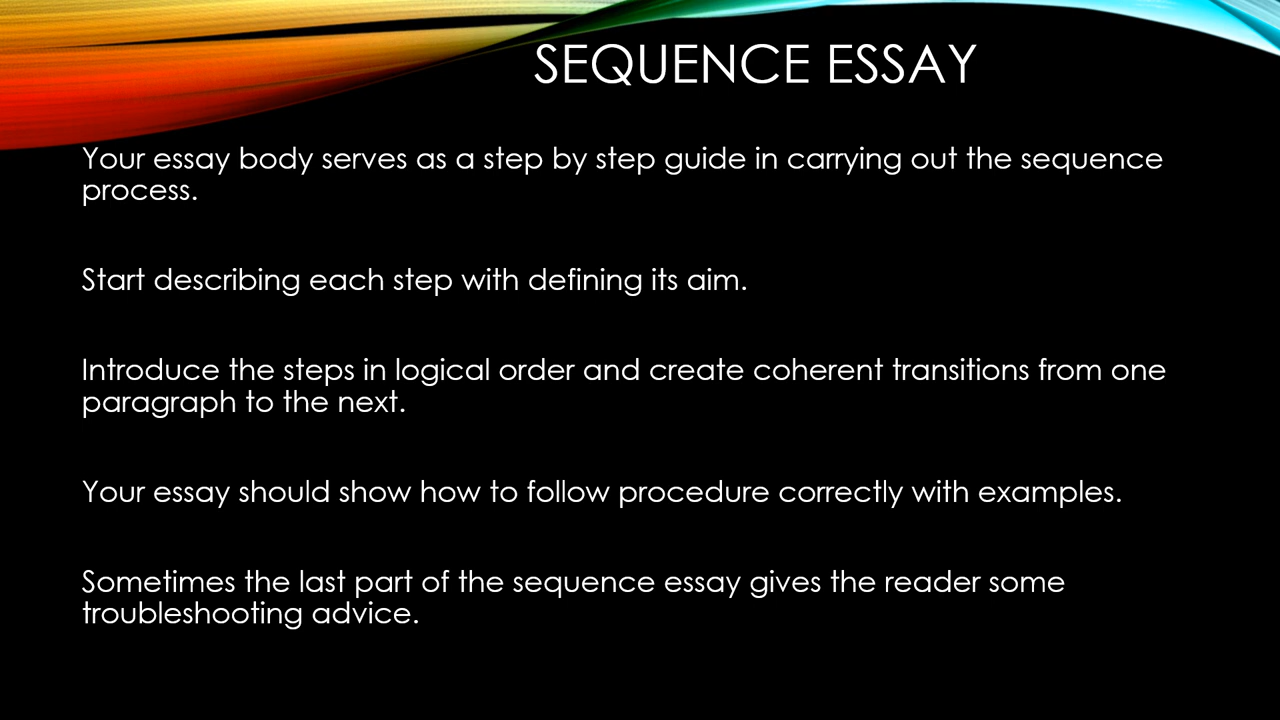 SEQUENCE ESSAY
Your essay body serves as a step by step guide in carrying out the sequence
process.
Start describing each step with defining its aim.
Introduce the steps in logical order and create coherent transitions from one
paragraph to the next.
Your essay should show how to follow procedure correctly with examples.
Sometimes the last part of the sequence essay gives the reader some
troubleshooting advice.